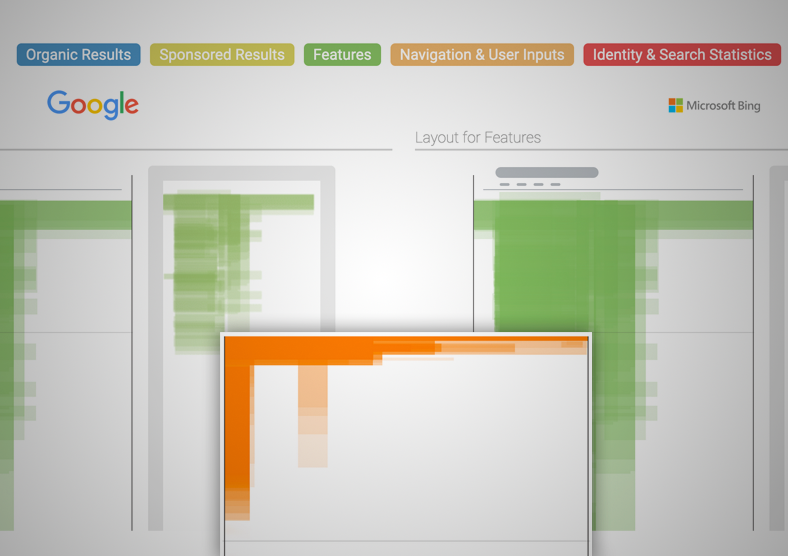 Organic Results
Sponsored Results
Features
Navigation & User Inputs
Identity & Search Statistics
Google
Microsoft Bing
Layout for Features